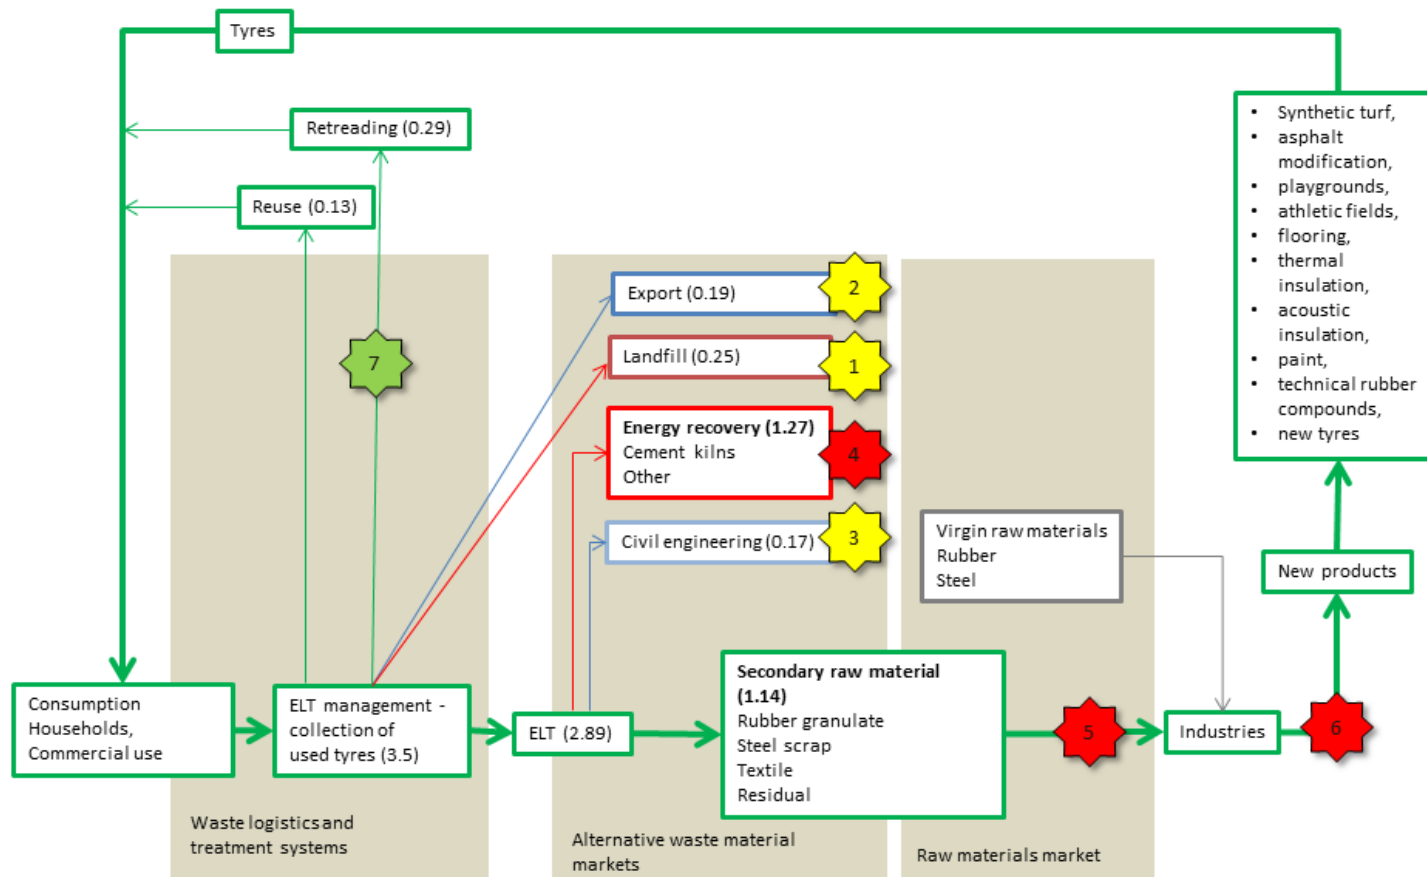 Tyres
Retreading (0.29)
Reuse (0.13)
7
Export (0.19)
2
Landfill (0.25)
1
Energy recovery (1.27)
Cement kilns
Other
4
Civil engineering (0.17)
3
Virgin raw materials
Rubber
Steel
• Synthetic turf,
• asphalt
modification,
• playgrounds,
• athletic fields,
• flooring,
• thermal
insulation,
• acoustic
insulation,
• paint,
• technical rubber
compounds,
• new tyres
New products
Consumption
Households,
Commercial use
ELT management -
collection of
used tyres (3.5)
ELT (2.89)
Secondary raw material
(1.14)
Rubber granulate
Steel scrap
Textile
Residual
5
Industries
6
Waste logistics and
treatment systems
Alternative waste material
markets
Raw materials market